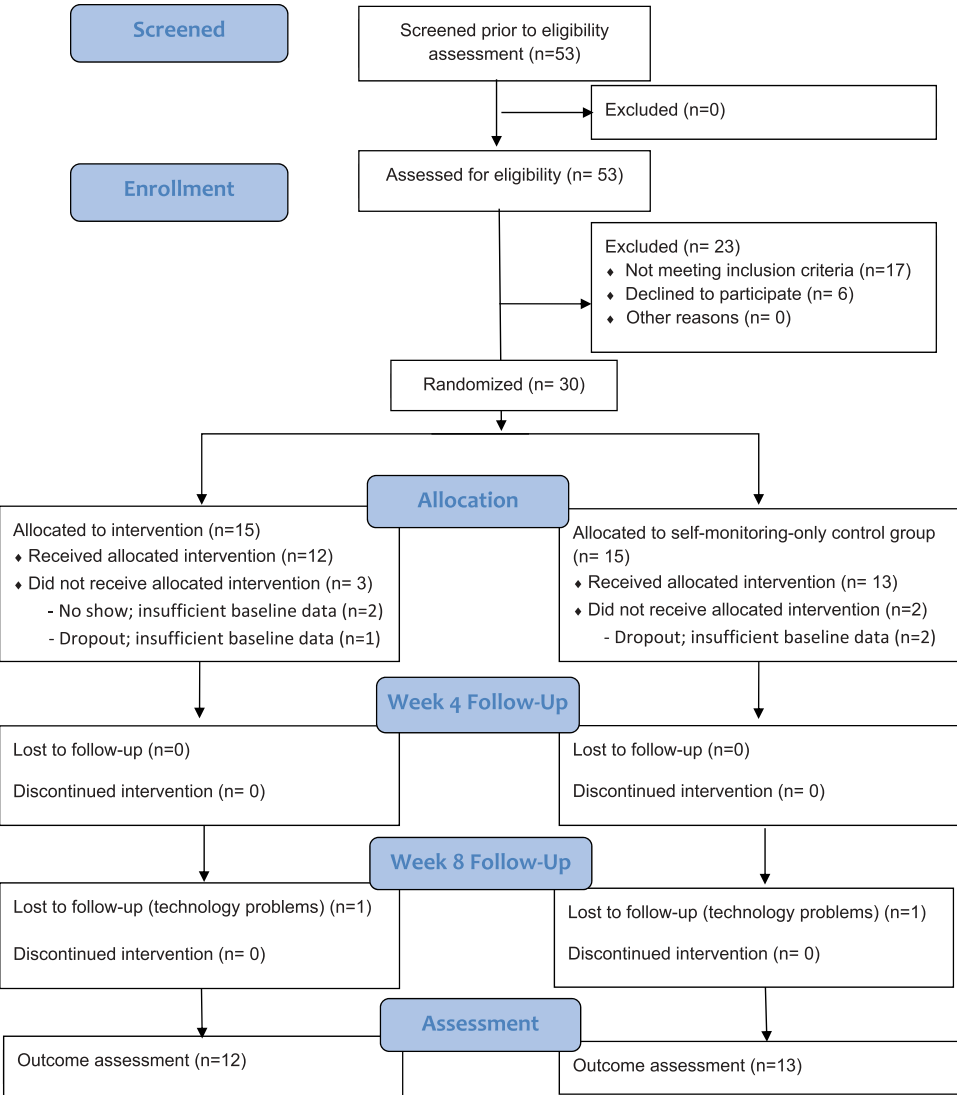 Screened
Screened prior to eligibility
assessment (n=53)
Excluded (n=0)
Enrollment
Assessed for eligibility (n= 53)
Excluded (n= 23)
♦ Not meeting inclusion criteria (n=17)
♦ Declined to participate (n= 6)
♦ Other reasons (n= 0)
Randomized (n= 30)
Allocation
Allocated to intervention (n=15)
♦ Received allocated intervention (n=12)
♦ Did not receive allocated intervention (n= 3)
- No show; insufficient baseline data (n=2)
- Dropout; insufficient baseline data (n=1)
Allocated to self-monitoring-only control group
(n= 15)
♦ Received allocated intervention (n= 13)
♦ Did not receive allocated intervention (n=2)
- Dropout; insufficient baseline data (n=2)
Week 4 Follow-Up
Lost to follow-up (n=0)
Discontinued intervention (n= 0)
Lost to follow-up (n=0)
Discontinued intervention (n= 0)
Week 8 Follow-Up
Lost to follow-up (technology problems) (n=1)
Discontinued intervention (n= 0)
Lost to follow-up (technology problems) (n=1)
Discontinued intervention (n= 0)
Assessment
Outcome assessment (n=12)
Outcome assessment (n=13)